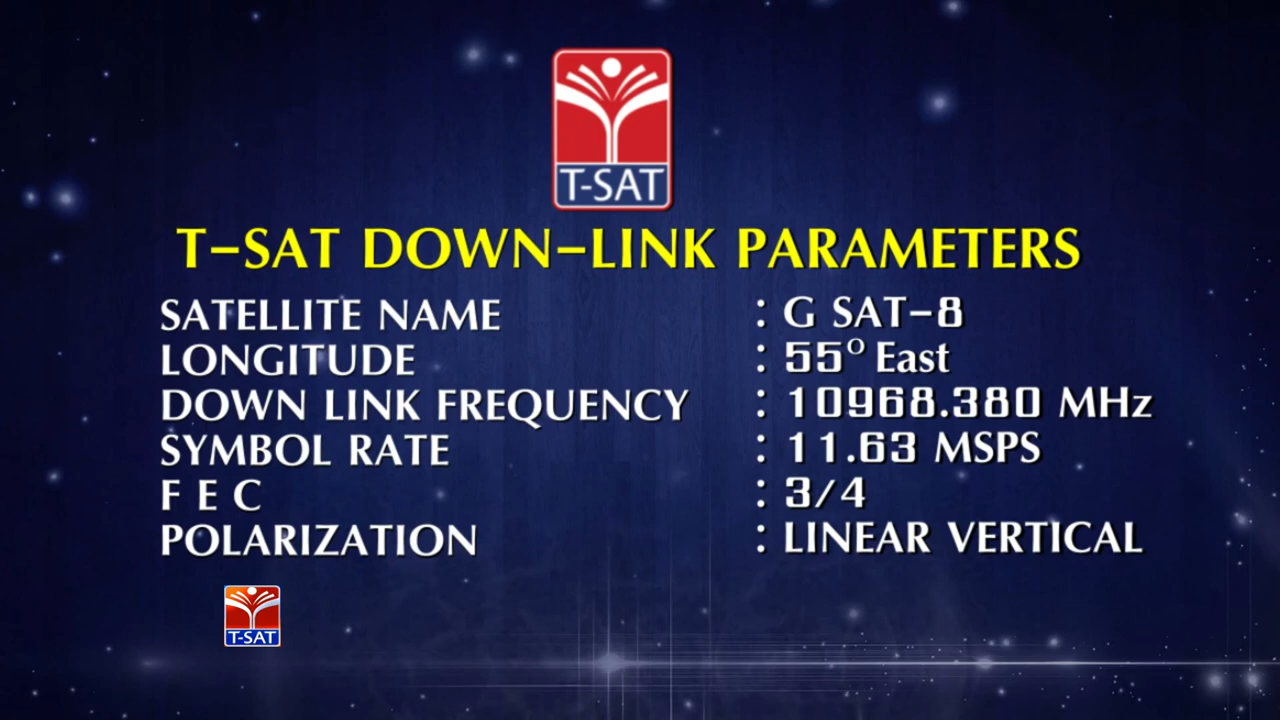 T-SAT
T-SAT DOWN-LINK PARAMETERS
SATELLITE NAME : G SAT-8
LONGITUDE : 55° East
DOWN LINK FREQUENCY : 10968.380 MHz
SYMBOL RATE : 11.63 MSPS
F E C : 3/4
POLARIZATION : LINEAR VERTICAL
T-SAT